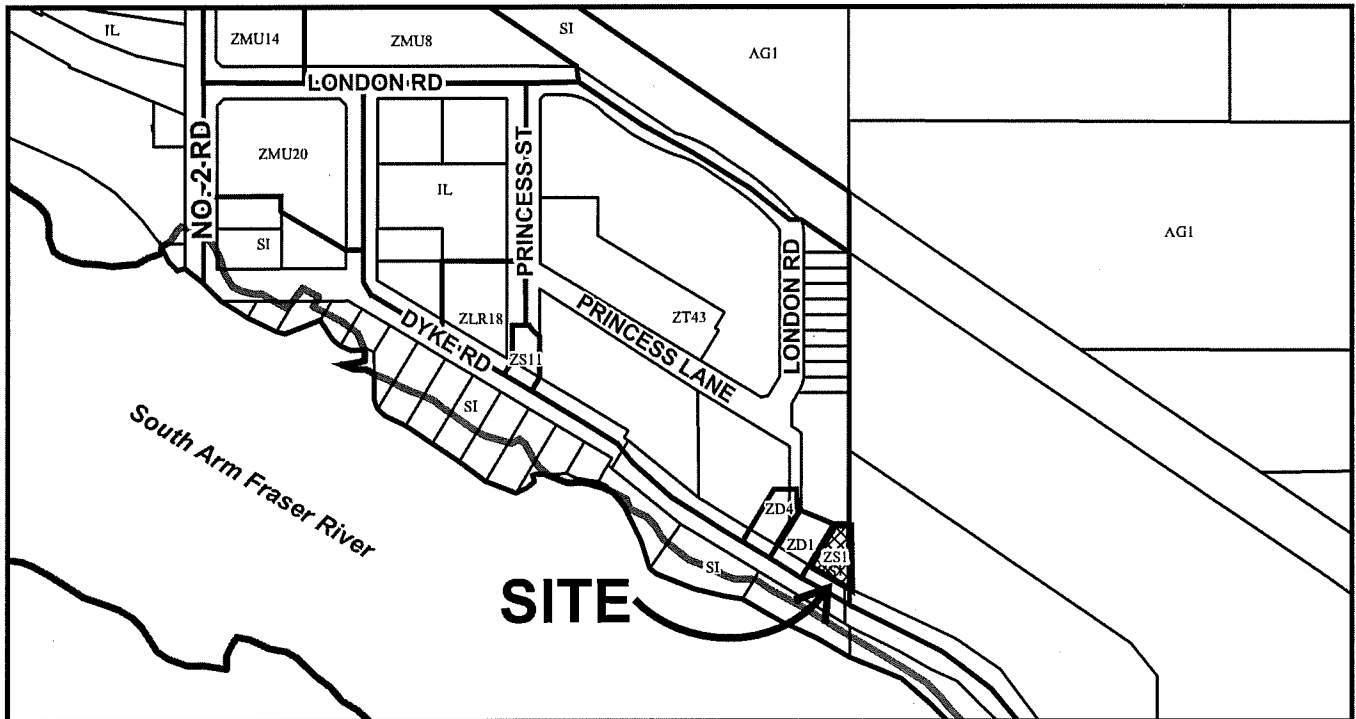 IL
ZMU14
ZMU8
SI
AG1
LONDON RD
NO. 2 RD
ZMU20
IL
PRINCESS ST
AG1
SI
LONDON RD
PRINCESS LANE
ZT43
ZLR18
DYKE RD
ZS11
SI
South Arm Fraser River
ZD4
ZD1
ZS1
SI
SITE